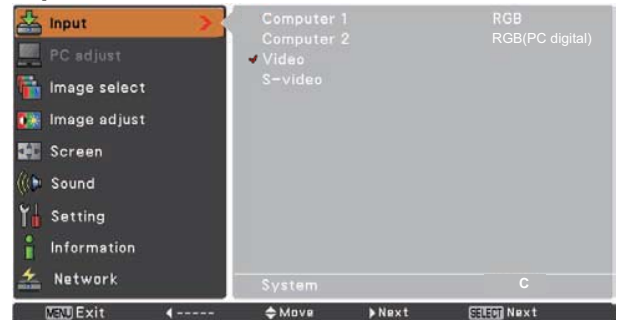 Input
PC adjust
Image select
Image adjust
Screen
Sound
Setting
Information
Network
Computer 1 RGB
Computer 2 RGB(PC digital)
Video
S-video
System C
MENU Exit ----- Move Next SELECT Next